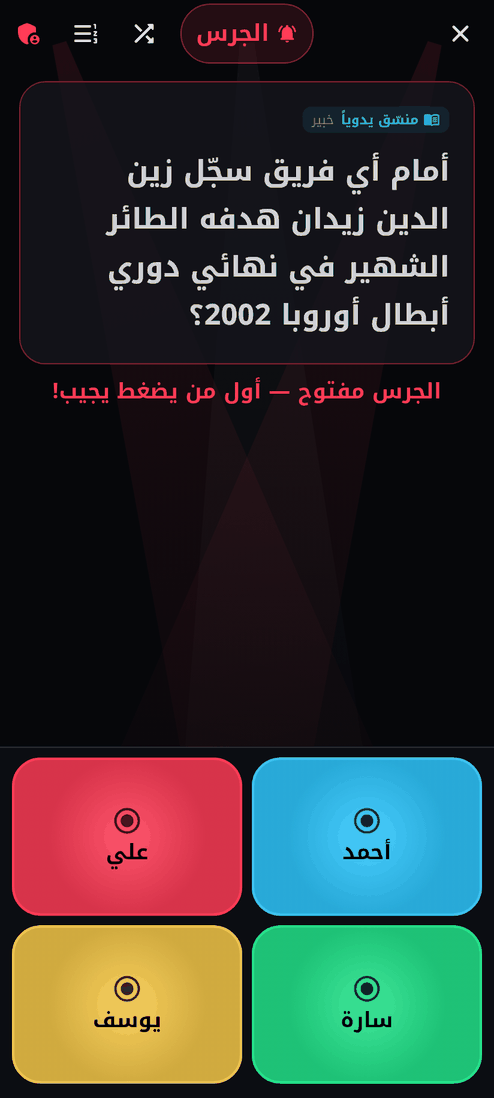 الجرس
منسّق يدوياً خبير
أمام أي فريق سجّل زين
الدين زيدان هدفه الطائر
الشهير في نهائي دوري
أبطال أوروبا 2002؟
الجرس مفتوح — أول من يضغط يجيب!
أحمد
علي
سارة
يوسف